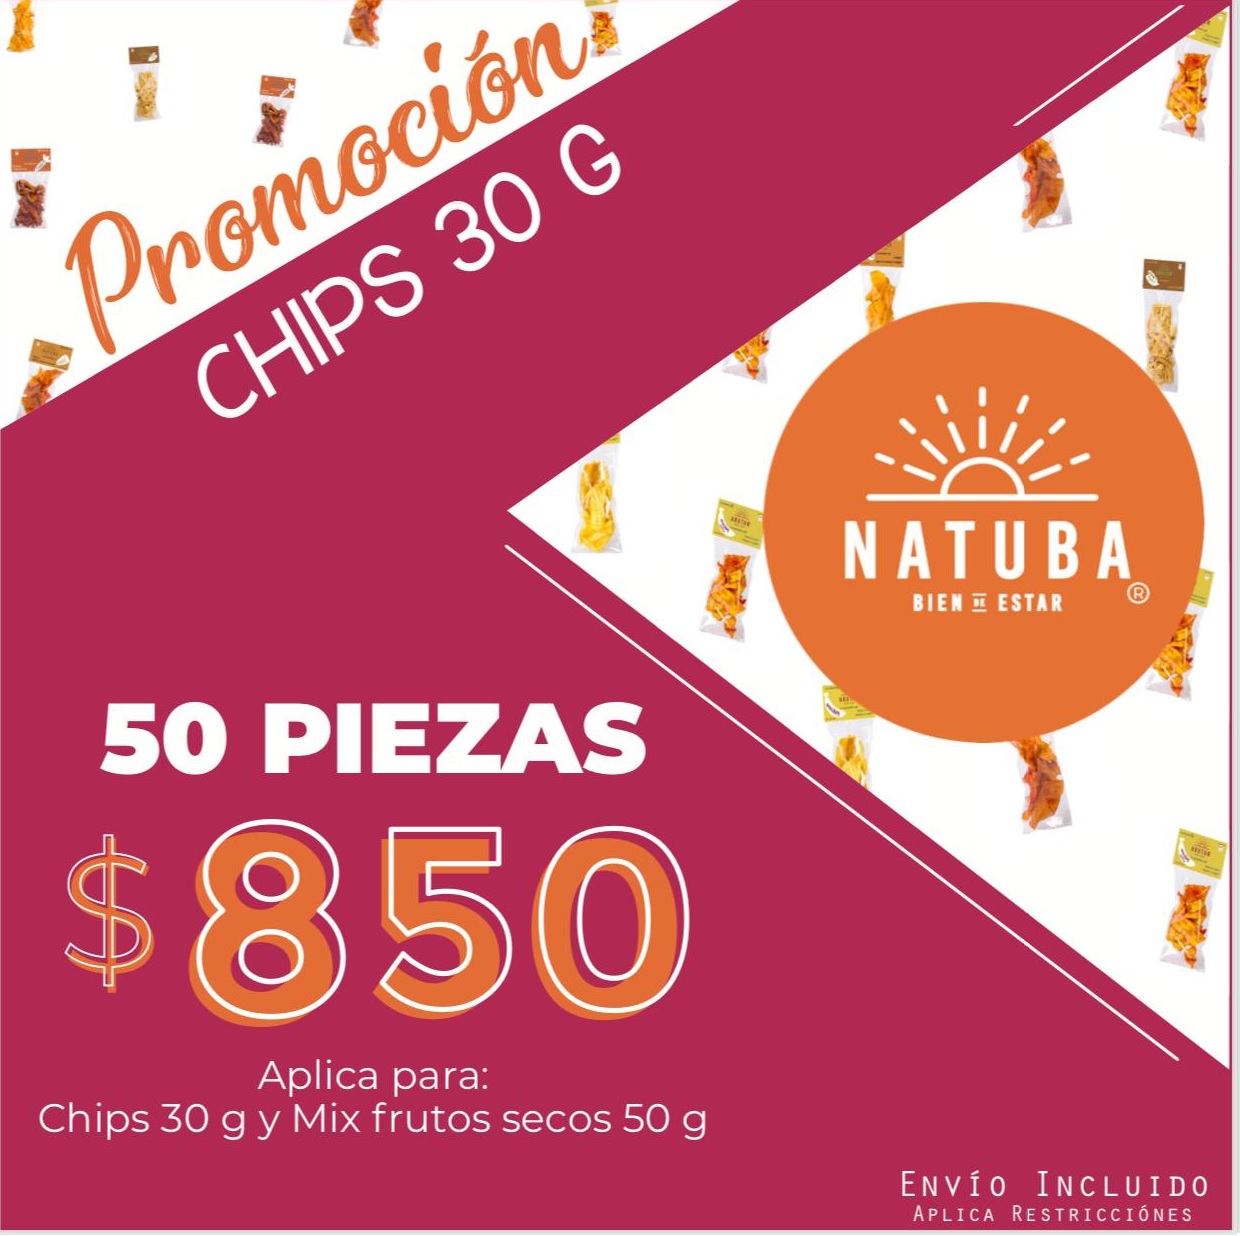 Promoción
CHIPS 30 G
NATUBA®
BIEN DE ESTAR
50 PIEZAS
$850
Aplica para:
Chips 30 g y Mix frutos secos 50 g
ENVÍO INCLUIDO
APLICA RESTRICCIÓNES